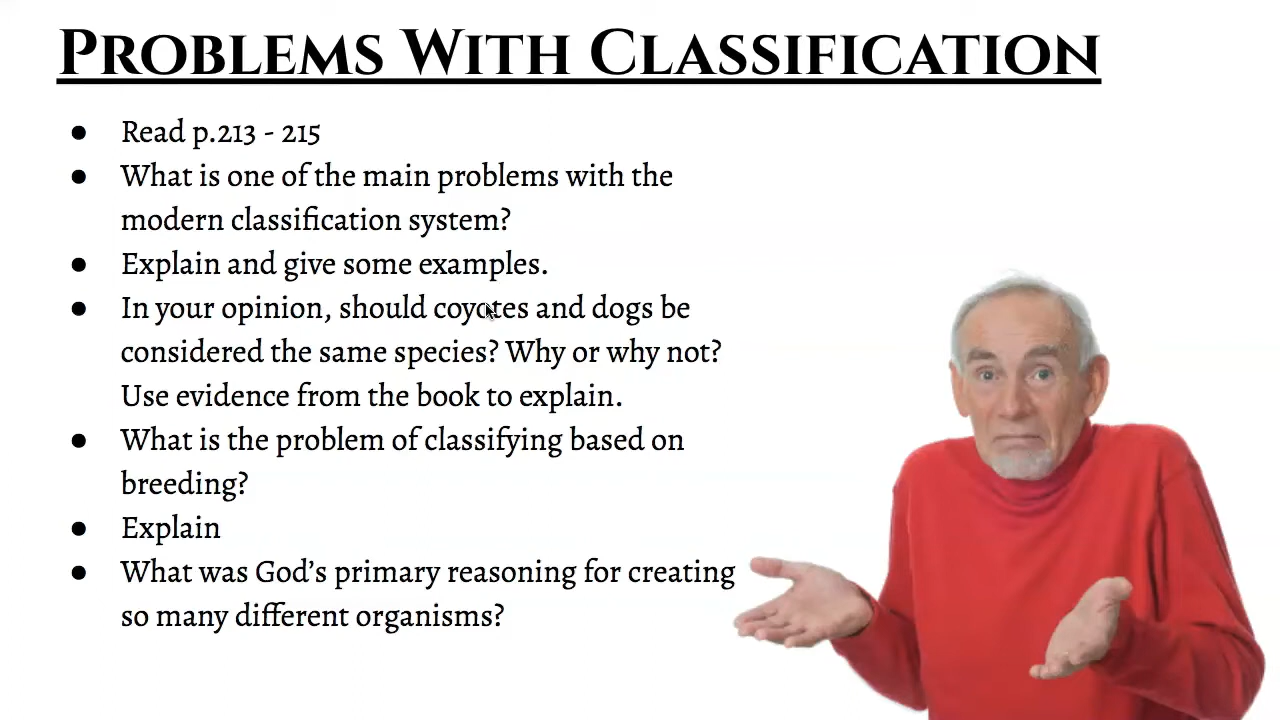 Problems With Classification
● Read p.213 - 215
● What is one of the main problems with the
modern classification system?
● Explain and give some examples.
● In your opinion, should coyotes and dogs be
considered the same species? Why or why not?
Use evidence from the book to explain.
● What is the problem of classifying based on
breeding?
● Explain
● What was God’s primary reasoning for creating
so many different organisms?